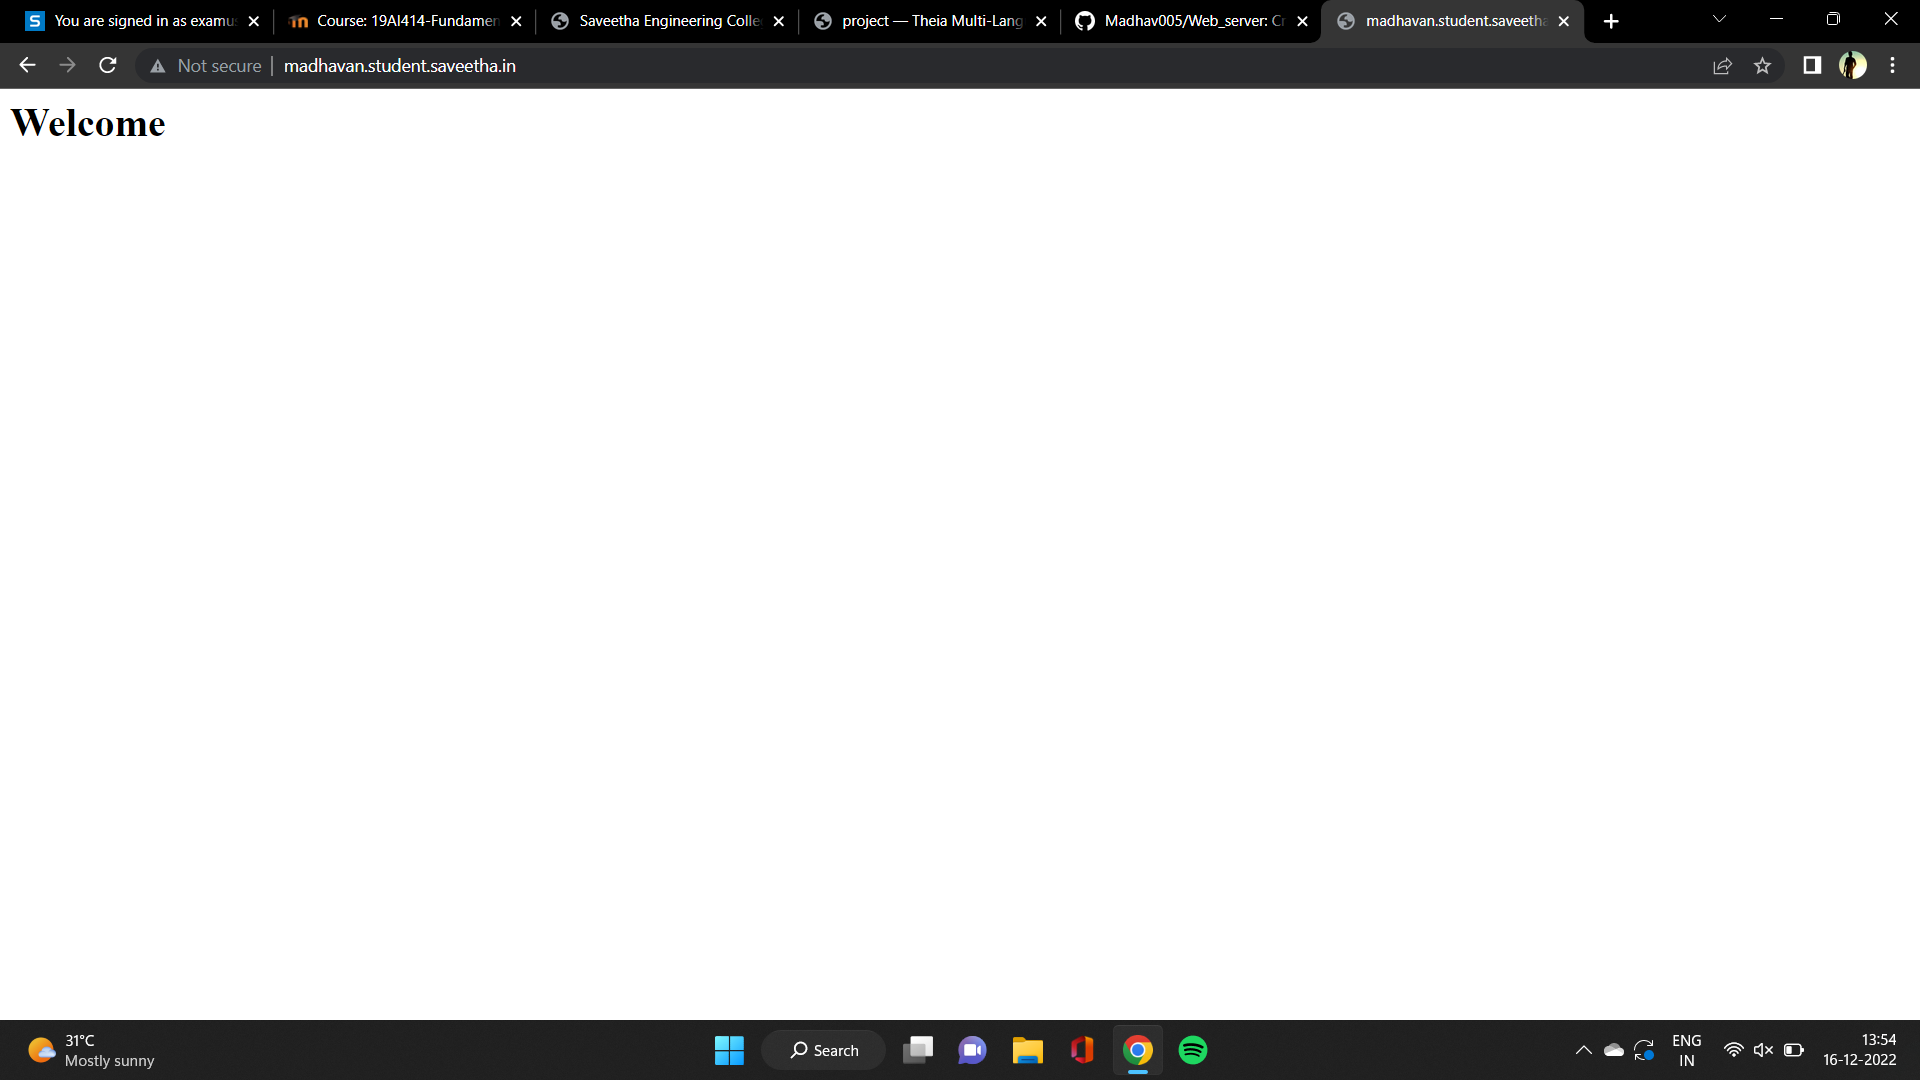 You are signed in as examu
Course: 19AI414-Fundamen
Saveetha Engineering Colle
project — Theia Multi-Lang
Madhav005/Web_server: Cr
madhavan.student.saveetha
Not secure
madhavan.student.saveetha.in
Welcome
31°C
Mostly sunny
Search
ENG
IN
13:54
16-12-2022